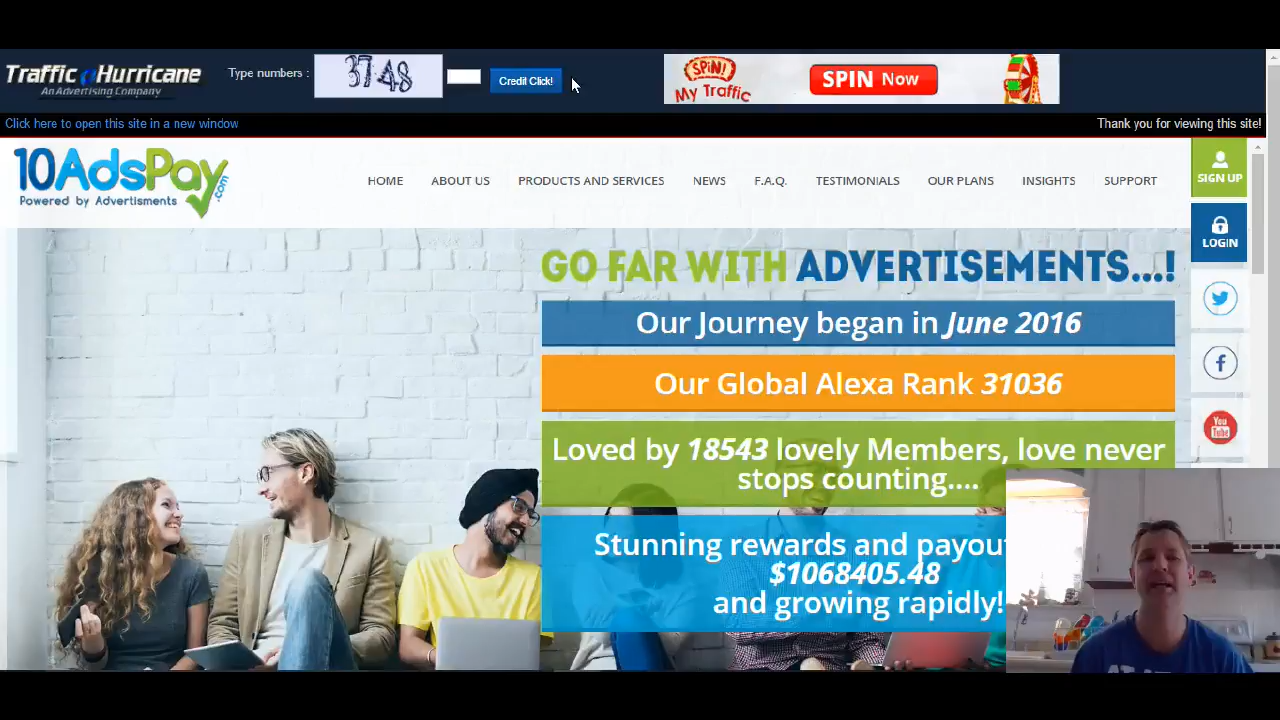 Traffic Hurricane
An Advertising Company
Type numbers :
3748
Credit Click!
SPIN!
My Traffic
SPIN Now
Click here to open this site in a new window
Thank you for viewing this site!
10AdsPay.com
Powered by Advertisments
HOME
ABOUT US
PRODUCTS AND SERVICES
NEWS
F.A.Q.
TESTIMONIALS
OUR PLANS
INSIGHTS
SUPPORT
SIGN UP
LOGIN
GO FAR WITH ADVERTISEMENTS...!
Our Journey began in June 2016
Our Global Alexa Rank 31036
Loved by 18543 lovely Members, love never
stops counting....
Stunning rewards and payou
$1068405.48
and growing rapidly!
You
Tube